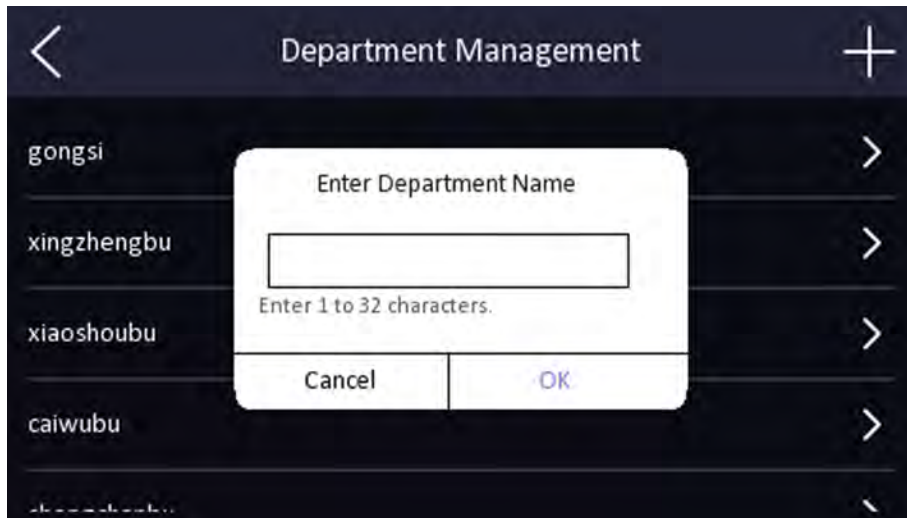 Department Management
gongsi
Enter Department Name
xingzhengbu
Enter 1 to 32 characters.
xiaoshoubu
Cancel
OK
caiwubu